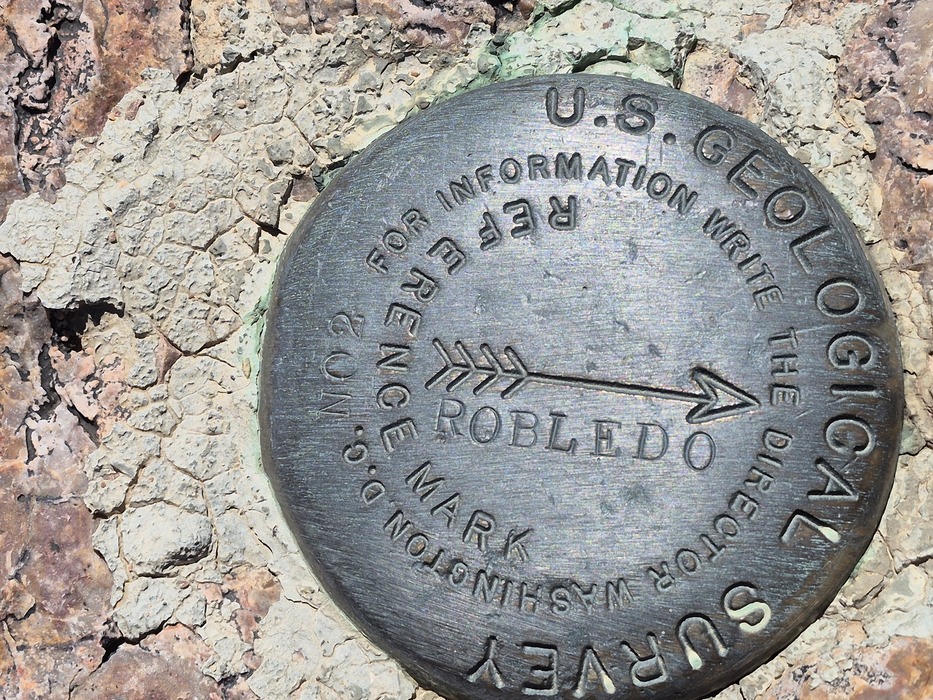 U.S. GEOLOGICAL SURVEY
FOR INFORMATION WRITE THE DIRECTOR WASHINGTON, D.C.
REFERENCE MARK
NO 2
ROBLEDO